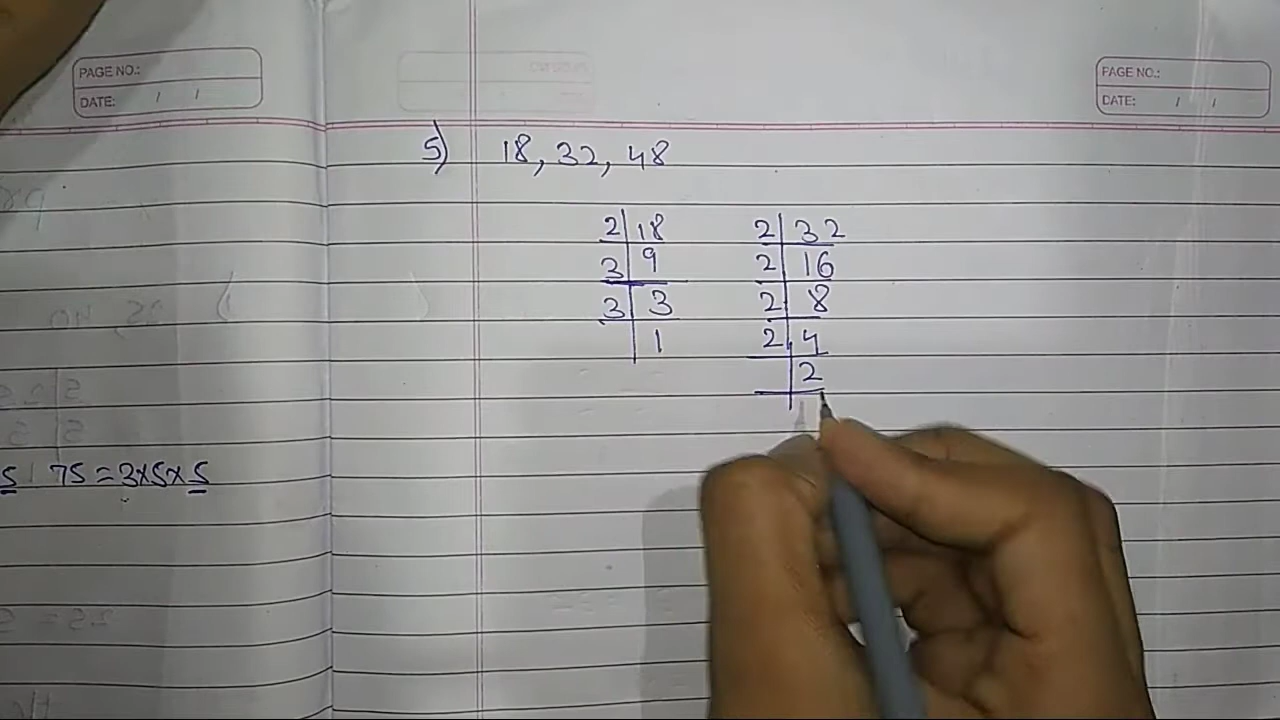 PAGE NO.:
DATE: / /
PAGE NO.:
DATE: / /
5) 18, 32, 48
2 18
3 9
3 3
1
2 32
2 16
2 8
2 4
2
5 75 = 3×5×5